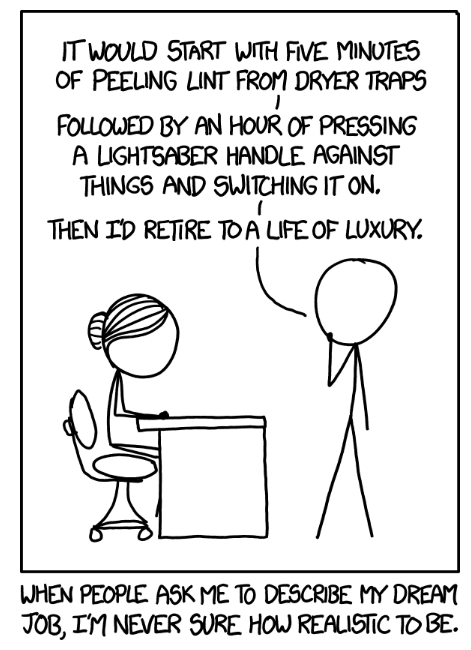 IT WOULD START WITH FIVE MINUTES
OF PEELING LINT FROM DRYER TRAPS
FOLLOWED BY AN HOUR OF PRESSING
A LIGHTSABER HANDLE AGAINST
THINGS AND SWITCHING IT ON.
THEN I'D RETIRE TO A LIFE OF LUXURY.
WHEN PEOPLE ASK ME TO DESCRIBE MY DREAM
JOB, I'M NEVER SURE HOW REALISTIC TO BE.